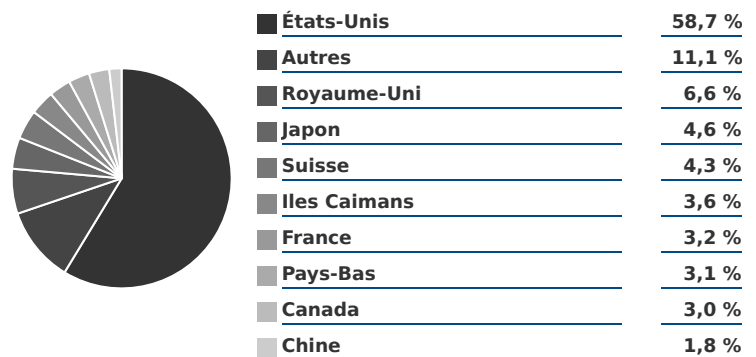 États-Unis 58,7 %
Autres 11,1 %
Royaume-Uni 6,6 %
Japon 4,6 %
Suisse 4,3 %
Iles Caimans 3,6 %
France 3,2 %
Pays-Bas 3,1 %
Canada 3,0 %
Chine 1,8 %